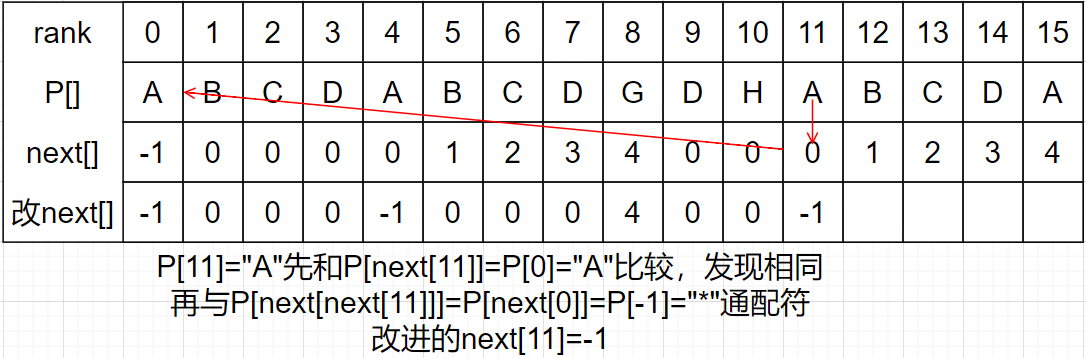 rank 0 1 2 3 4 5 6 7 8 9 10 11 12 13 14 15
P[] A B C D A B C D G D H A B C D A
next[] -1 0 0 0 0 1 2 3 4 0 0 0 1 2 3 4
改next[] -1 0 0 0 -1 0 0 0 4 0 0 -1
P[11]="A"先和P[next[11]]=P[0]="A"比较，发现相同
再与P[next[next[11]]]=P[next[0]]=P[-1]="*"通配符
改进的next[11]=-1